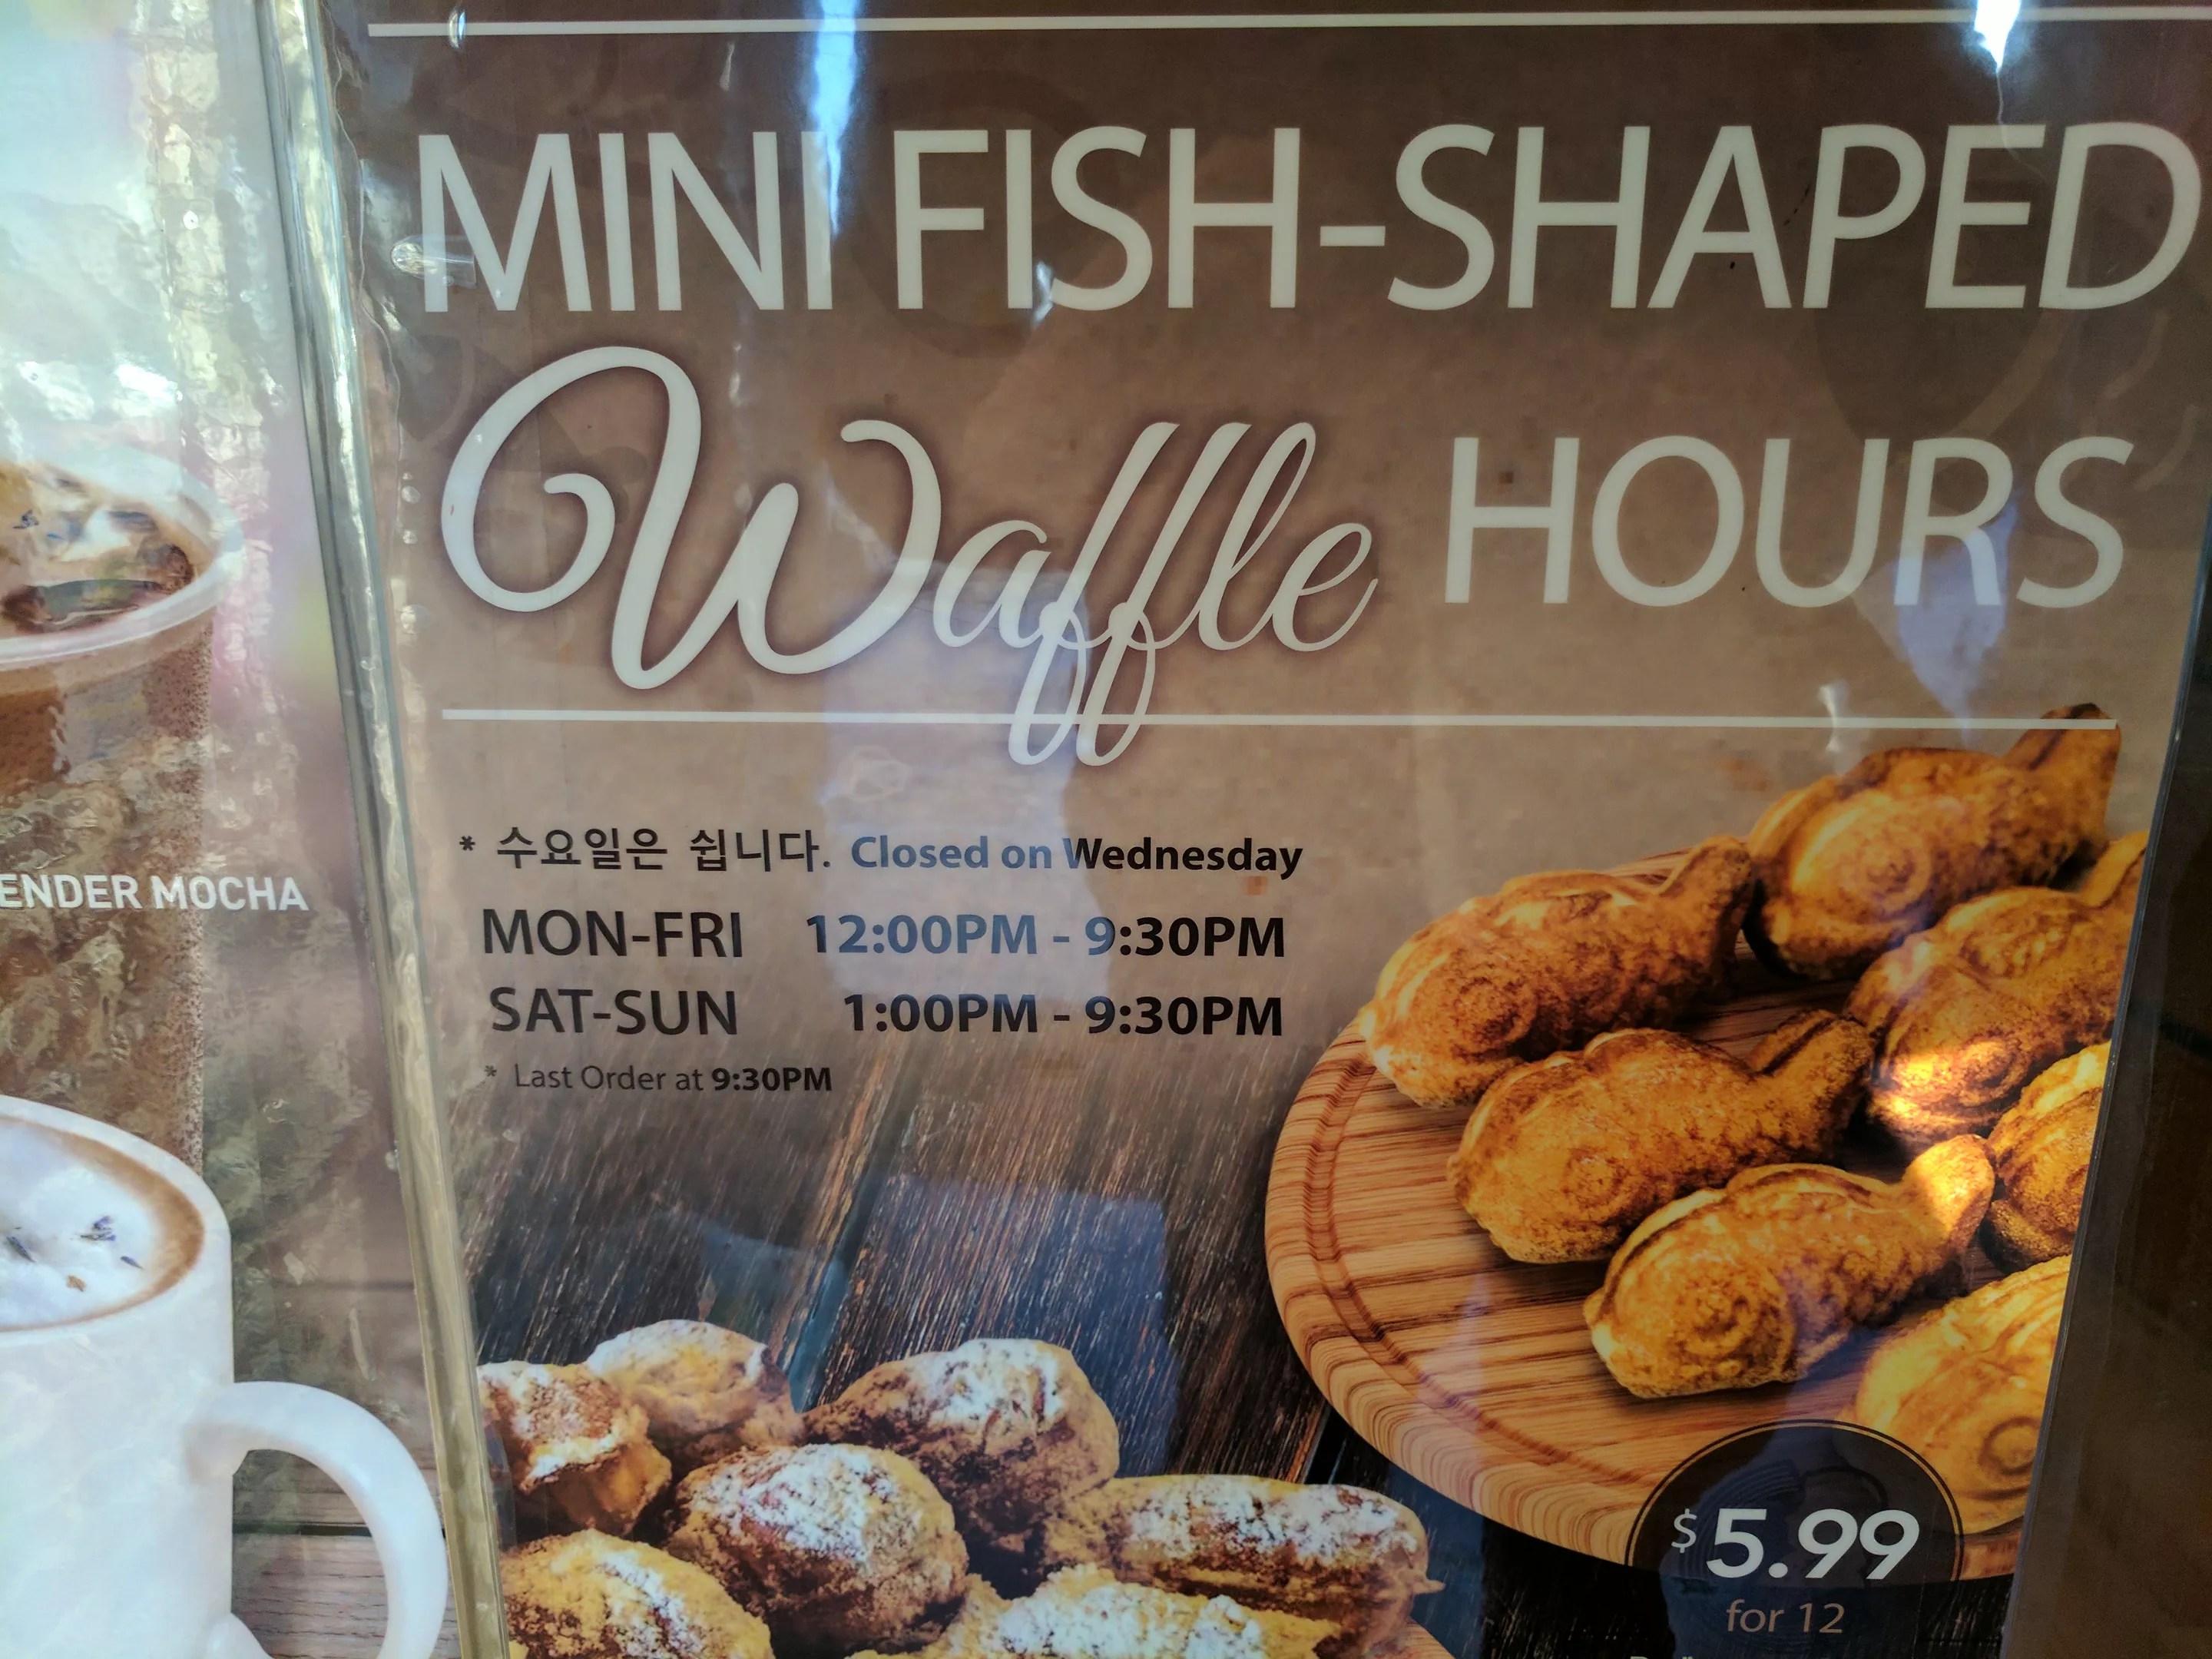 MINI FISH-SHAPED
Waffle HOURS
* 수요일은 쉽니다. Closed on Wednesday
MON-FRI 12:00PM - 9:30PM
SAT-SUN 1:00PM - 9:30PM
* Last Order at 9:30PM
ENDER MOCHA
$5.99
for 12